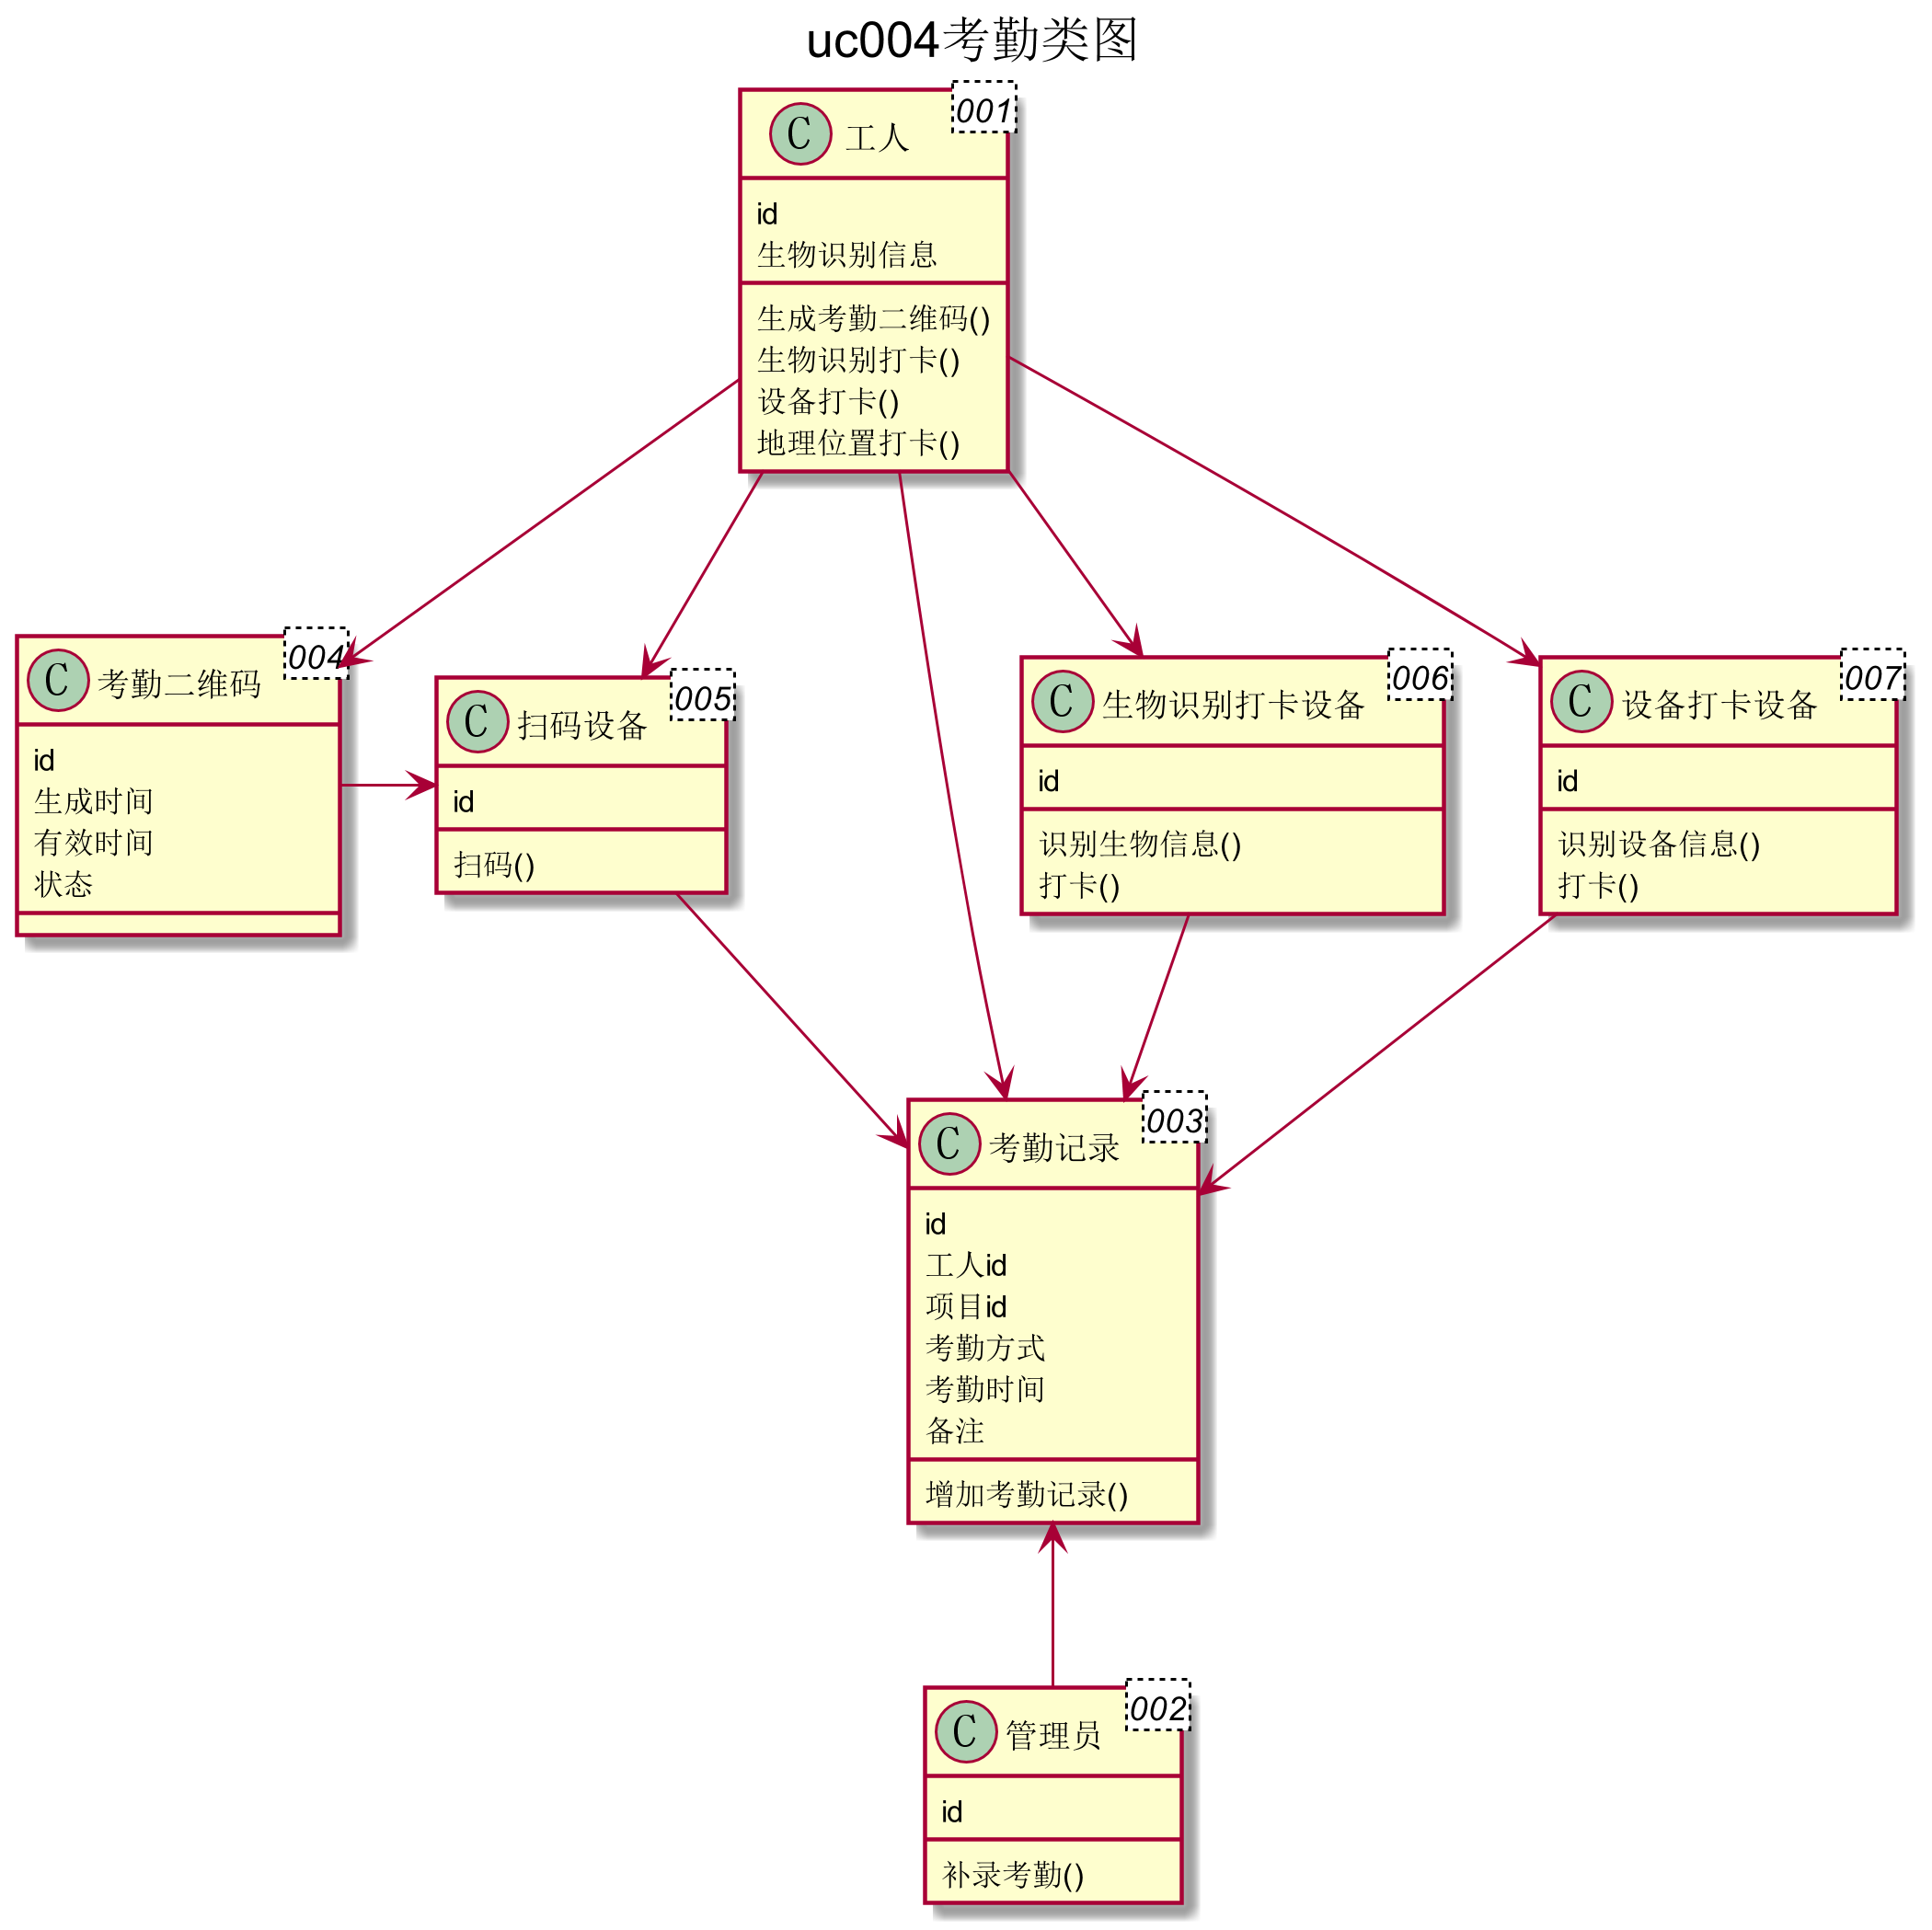 uc004考勤类图
001
C 工人
id
生物识别信息
生成考勤二维码()
生物识别打卡()
设备打卡()
地理位置打卡()
004
C 考勤二维码
id
生成时间
有效时间
状态
005
C 扫码设备
id
扫码()
006
C 生物识别打卡设备
id
识别生物信息()
打卡()
007
C 设备打卡设备
id
识别设备信息()
打卡()
003
C 考勤记录
id
工人id
项目id
考勤方式
考勤时间
备注
增加考勤记录()
002
C 管理员
id
补录考勤()